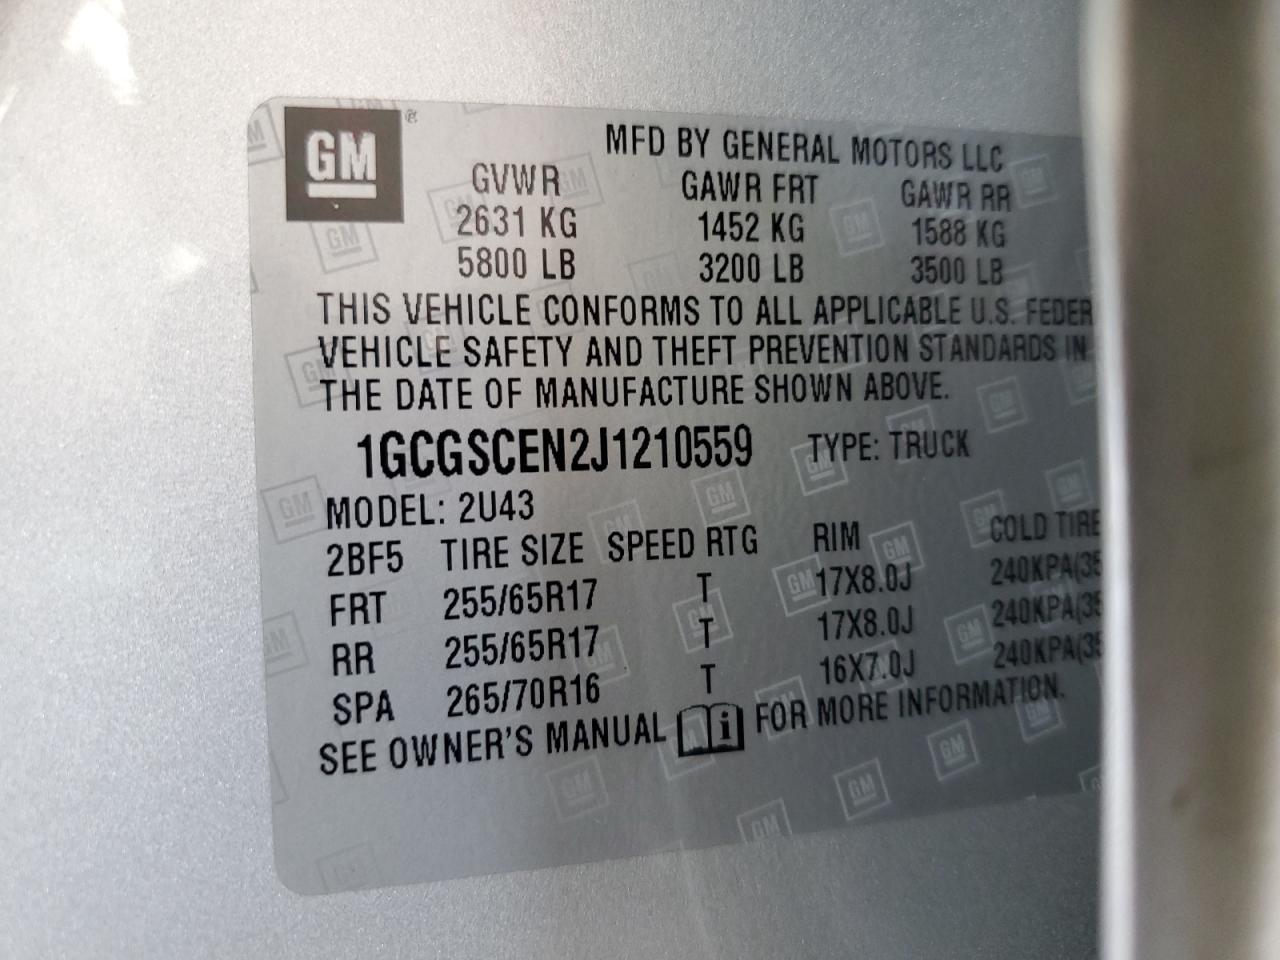 GM ®
MFD BY GENERAL MOTORS LLC
GVWR GAWR FRT GAWR RR
2631 KG 1452 KG 1588 KG
5800 LB 3200 LB 3500 LB
THIS VEHICLE CONFORMS TO ALL APPLICABLE U.S. FEDER
VEHICLE SAFETY AND THEFT PREVENTION STANDARDS IN
THE DATE OF MANUFACTURE SHOWN ABOVE.
1GCGSCEN2J1210559 TYPE: TRUCK
MODEL: 2U43
2BF5 TIRE SIZE SPEED RTG RIM COLD TIRE
FRT 255/65R17 T 17X8.0J 240KPA(35
RR 255/65R17 T 17X8.0J 240KPA(35
SPA 265/70R16 T 16X7.0J 240KPA(35
SEE OWNER'S MANUAL i FOR MORE INFORMATION.